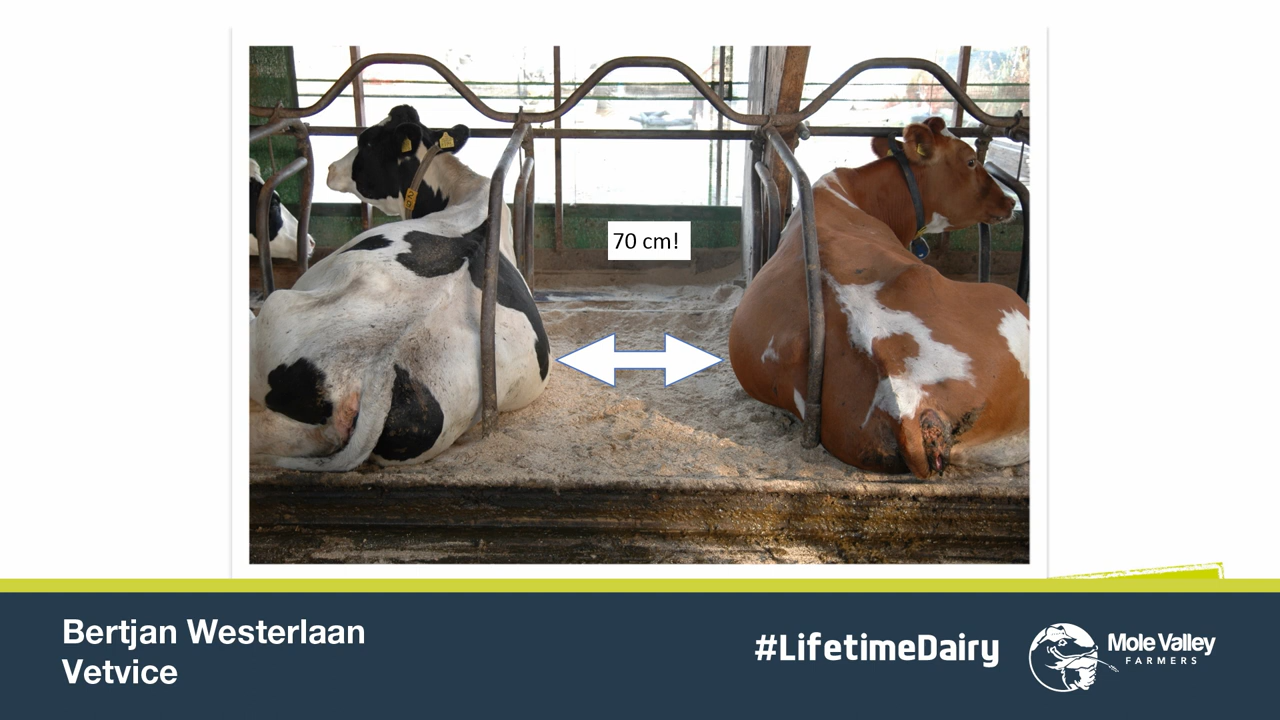 70 cm!
Bertjan Westerlaan
Vetvice
#LifetimeDairy
Mole Valley
FARMERS